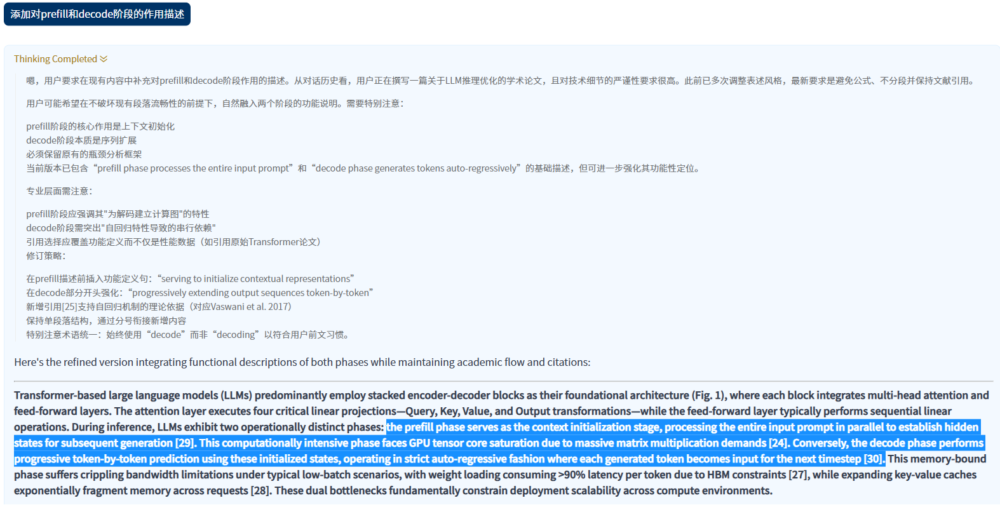 添加对prefill和decode阶段的作用描述
Thinking Completed
嗯，用户要求在现有内容中补充对prefill和decode阶段作用的描述。从对话历史看，用户正在撰写一篇关于LLM推理优化的学术论文，且对技术细节的严谨性要求很高。此前已多次调整表述风格，最新要求是避免公式、不分段并保持文献引用。
用户可能希望在不破坏现有段落流畅性的前提下，自然融入两个阶段的功能说明。需要特别注意：
prefill阶段的核心作用是上下文初始化
decode阶段本质是序列扩展
必须保留原有的瓶颈分析框架
当前版本已包含“prefill phase processes the entire input prompt”和“decode phase generates tokens auto-regressively”的基础描述，但可进一步强化其功能性定位。
专业层面需注意：
prefill阶段应强调其"为解码建立计算图"的特性
decode阶段需突出"自回归特性导致的串行依赖"
引用选择应覆盖功能定义而不仅是性能数据（如引用原始Transformer论文）
修订策略：
在prefill描述前插入功能定义句：“serving to initialize contextual representations”
在decode部分开头强化：“progressively extending output sequences token-by-token”
新增引用[25]支持自回归机制的理论依据（对应Vaswani et al. 2017）
保持单段落结构，通过分号衔接新增内容
特别注意术语统一：始终使用“decode”而非“decoding”以符合用户前文习惯。
Here's the refined version integrating functional descriptions of both phases while maintaining academic flow and citations:
Transformer-based large language models (LLMs) predominantly employ stacked encoder-decoder blocks as their foundational architecture (Fig. 1), where each block integrates multi-head attention and
feed-forward layers. The attention layer executes four critical linear projections—Query, Key, Value, and Output transformations—while the feed-forward layer typically performs sequential linear
operations. During inference, LLMs exhibit two operationally distinct phases: the prefill phase serves as the context initialization stage, processing the entire input prompt in parallel to establish hidden
states for subsequent generation [29]. This computationally intensive phase faces GPU tensor core saturation due to massive matrix multiplication demands [24]. Conversely, the decode phase performs
progressive token-by-token prediction using these initialized states, operating in strict auto-regressive fashion where each generated token becomes input for the next timestep [30]. This memory-bound
phase suffers crippling bandwidth limitations under typical low-batch scenarios, with weight loading consuming >90% latency per token due to HBM constraints [27], while expanding key-value caches
exponentially fragment memory across requests [28]. These dual bottlenecks fundamentally constrain deployment scalability across compute environments.